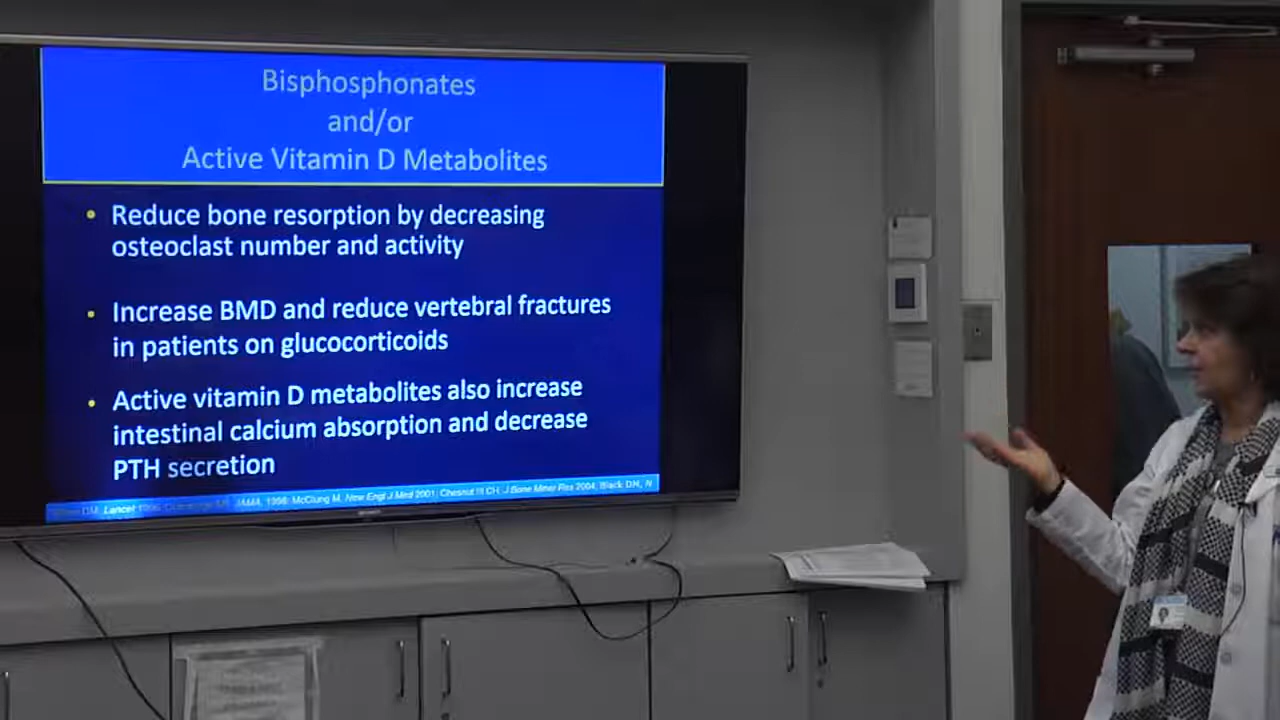 Bisphosphonates
and/or
Active Vitamin D Metabolites
• Reduce bone resorption by decreasing
osteoclast number and activity
• Increase BMD and reduce vertebral fractures
in patients on glucocorticoids
• Active vitamin D metabolites also increase
intestinal calcium absorption and decrease
PTH secretion
DM, Lancet JAMA, 1998; McClung M, New Engl J Med 2001; Chesnut III CH, J Bone Miner Res 2004; Black DM, N